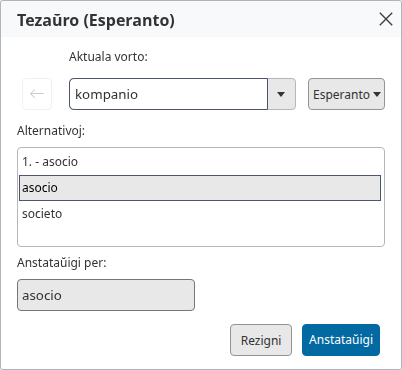 Tezaŭro (Esperanto)
Aktuala vorto:
kompanio
Esperanto
Alternativoj:
1. - asocio
asocio
societo
Anstataŭigi per:
asocio
Rezigni
Anstataŭigi